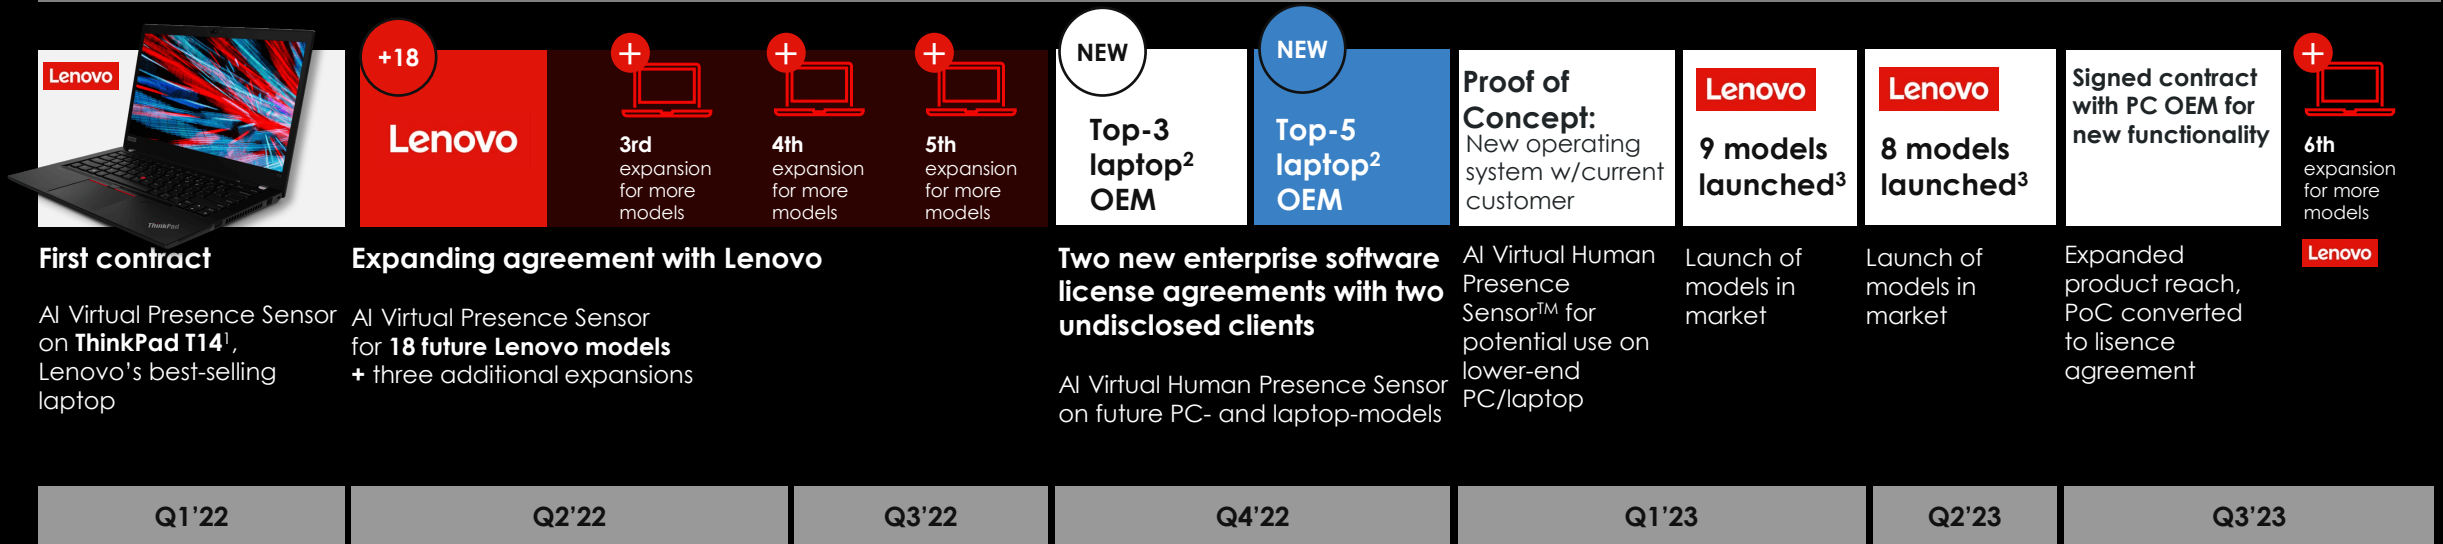 Lenovo
ThinkPad
First contract
AI Virtual Presence Sensor
on ThinkPad T14¹,
Lenovo's best-selling
laptop
+18
Lenovo
3rd
expansion
for more
models
4th
expansion
for more
models
5th
expansion
for more
models
Expanding agreement with Lenovo
AI Virtual Presence Sensor
for 18 future Lenovo models
+ three additional expansions
NEW
Top-3
laptop²
OEM
NEW
Top-5
laptop²
OEM
Two new enterprise software
license agreements with two
undisclosed clients
AI Virtual Human Presence Sensor
on future PC- and laptop-models
Proof of
Concept:
New operating
system w/current
customer
AI Virtual Human
Presence
Sensor™ for
potential use on
lower-end
PC/laptop
Lenovo
9 models
launched³
Launch of
models in
market
Lenovo
8 models
launched³
Launch of
models in
market
Signed contract
with PC OEM for
new functionality
Expanded
product reach,
PoC converted
to lisence
agreement
6th
expansion
for more
models
Lenovo
Q1'22
Q2'22
Q3'22
Q4'22
Q1'23
Q2'23
Q3'23